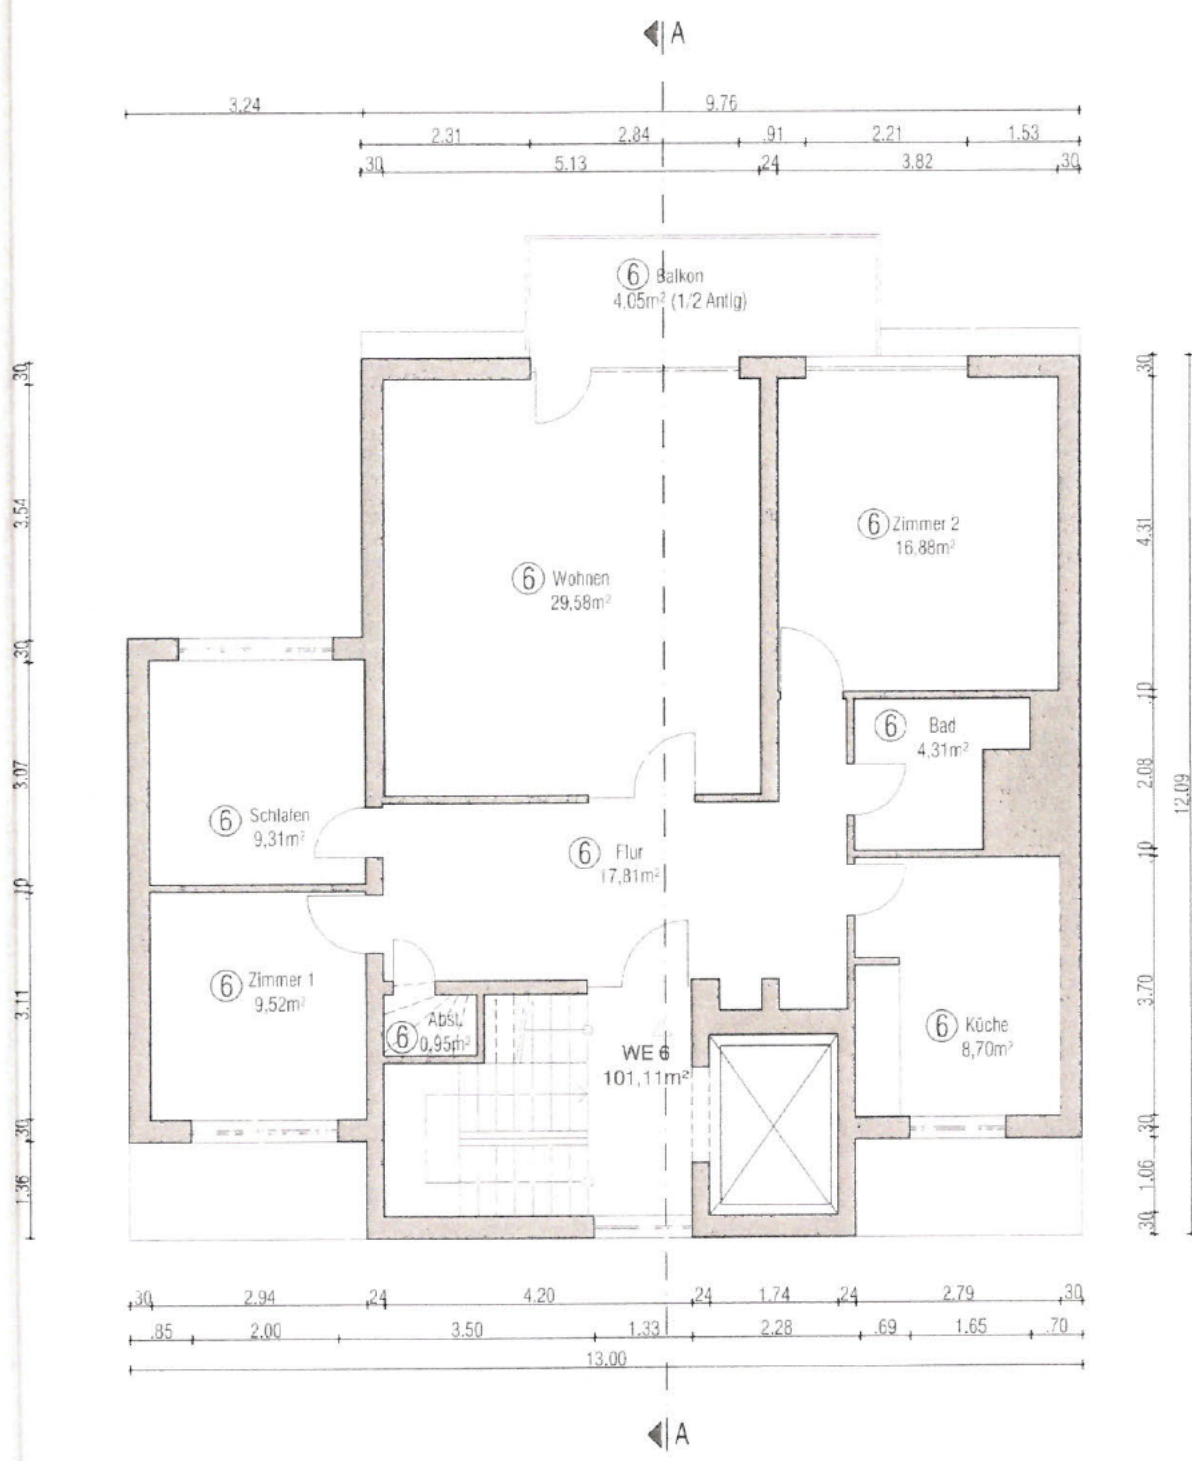 A
3.24
9.76
2.31
2.84
.91
2.21
1.53
.30
5.13
.24
3.82
.30
6 Balkon
4.05m² (1/2 Antlg)
.30
3.54
.30
3.07
.10
3.11
.30
1.36
.30
4.31
.10
2.08
.10
3.70
.30
1.06
.30
12.09
6 Zimmer 2
16,88m²
6 Wohnen
29,58m²
6 Bad
4,31m²
6 Schlafen
9,31m²
6 Flur
17,81m²
6 Zimmer 1
9,52m²
6 Abst.
0,95m²
6 Küche
8,70m²
WE 6
101,11m²
.30
2.94
.24
4.20
.24
1.74
.24
2.79
.30
.85
2.00
3.50
1.33
2.28
.69
1.65
.70
13.00
A